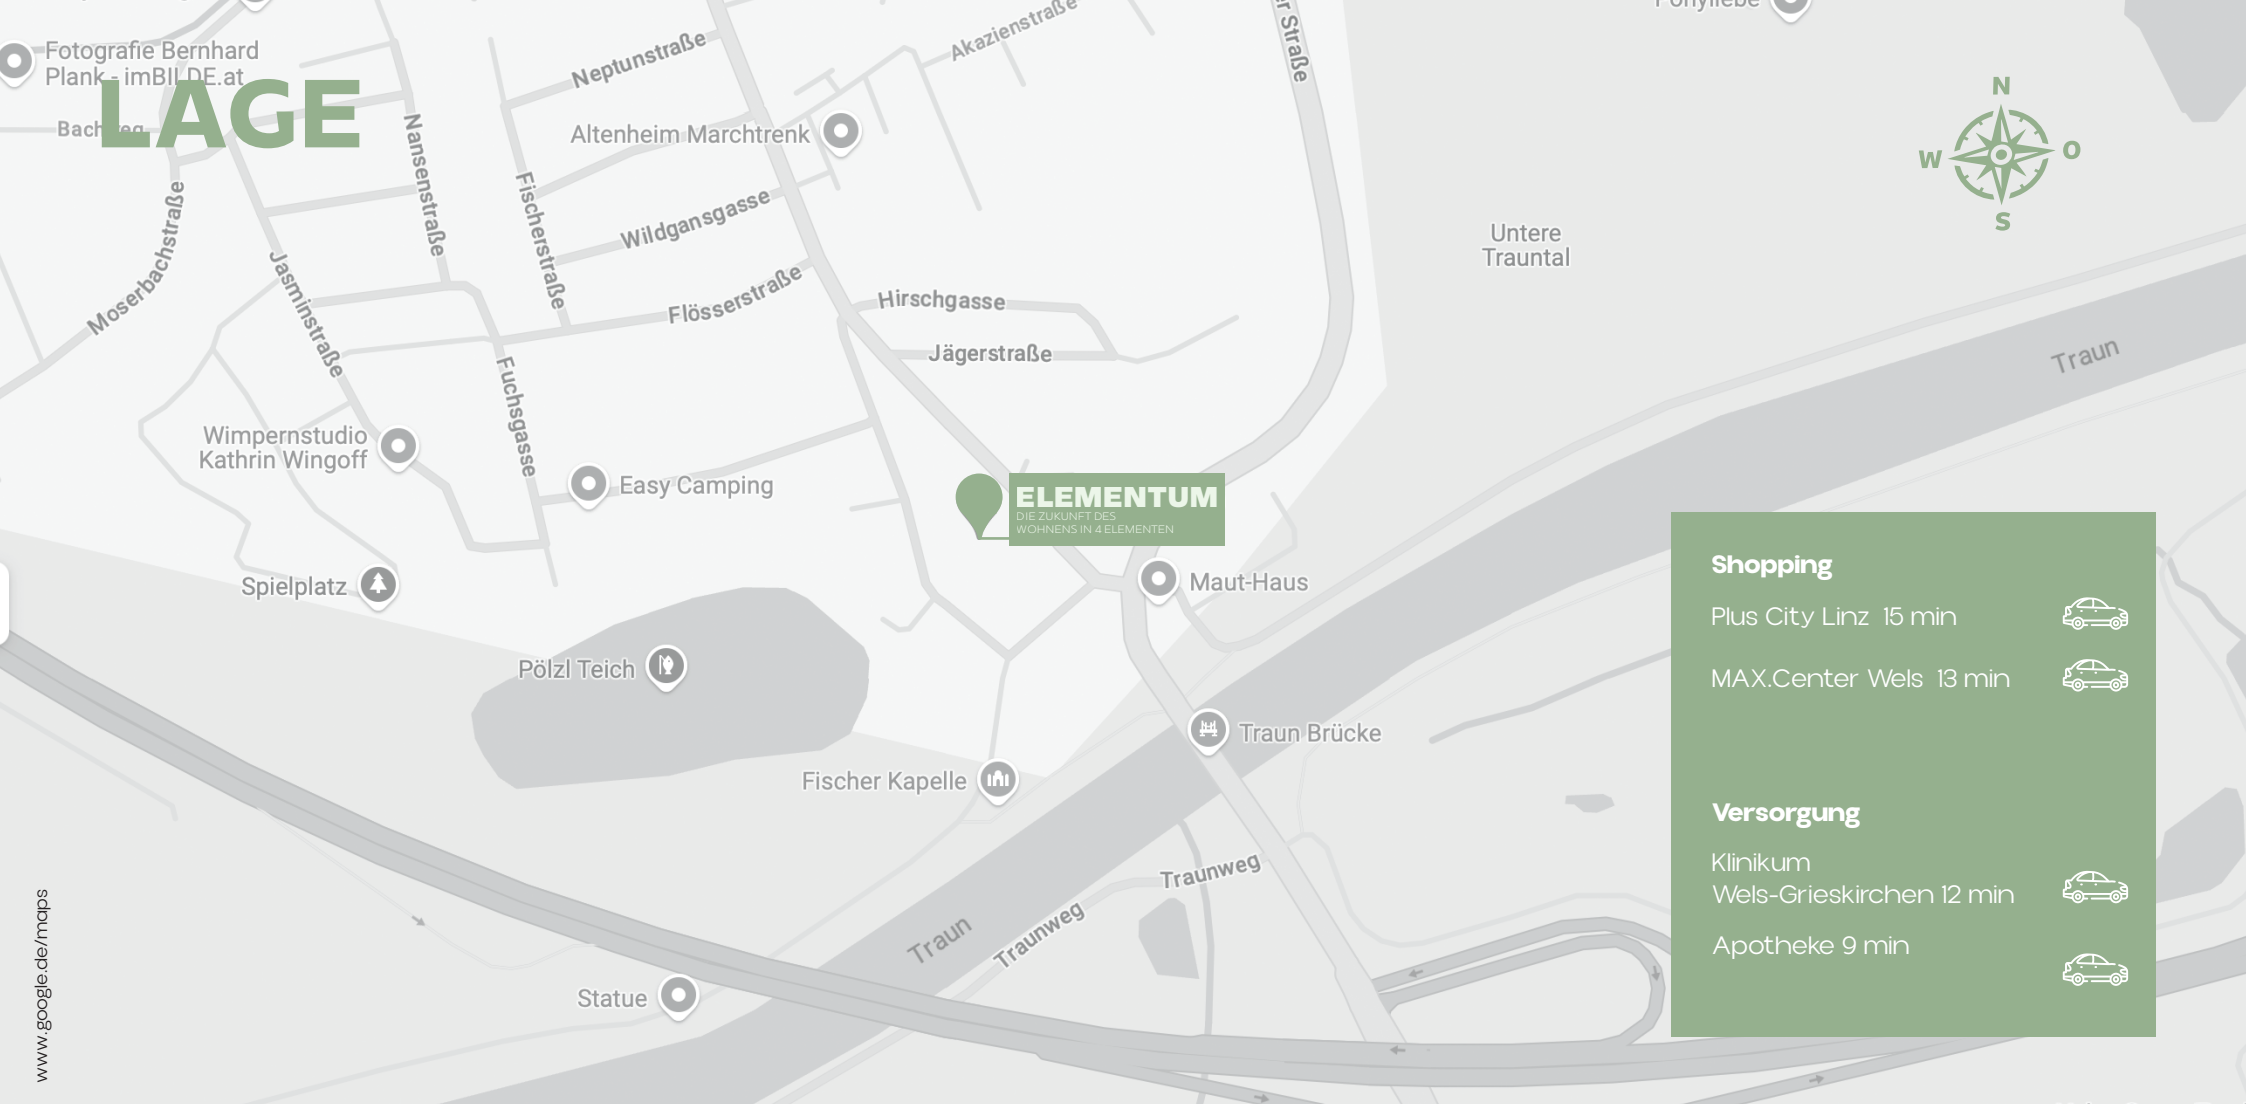 Fotografie Bernhard
Plank - imBILDE.at
LAGE
Neptunstraße
Akazienstraße
Altenheim Marchtrenk
Nansenstraße
Fischerstraße
Wildgansgasse
Moserbachstraße
Jasminstraße
Flösserstraße
Hirschgasse
Jägerstraße
Fuchsgasse
Wimpernstudio
Kathrin Wingoff
Easy Camping
ELEMENTUM
DIE ZUKUNFT DES
WOHNENS IN 4 ELEMENTEN
Spielplatz
Maut-Haus
Pölzl Teich
Traun Brücke
Fischer Kapelle
Traunweg
Traunweg
Traun
Statue
Untere
Trauntal
Traun
N
W
O
S
Shopping
Plus City Linz 15 min
MAX.Center Wels 13 min
Versorgung
Klinikum
Wels-Grieskirchen 12 min
Apotheke 9 min
www.google.de/maps